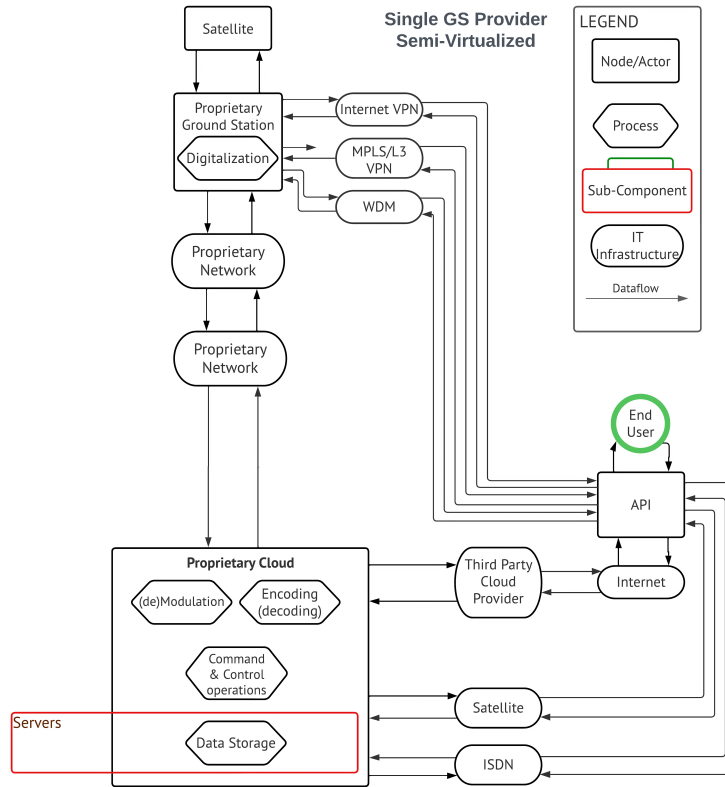 Single GS Provider
Semi-Virtualized
LEGEND
Node/Actor
Process
Sub-Component
IT
Infrastructure
Dataflow
Satellite
Proprietary
Ground Station
Digitalization
Internet VPN
MPLS/L3
VPN
WDM
Proprietary
Network
Proprietary
Network
End
User
API
Internet
Proprietary Cloud
(de)Modulation
Encoding
(decoding)
Command
& Control
operations
Servers
Data Storage
Third Party
Cloud
Provider
Satellite
ISDN